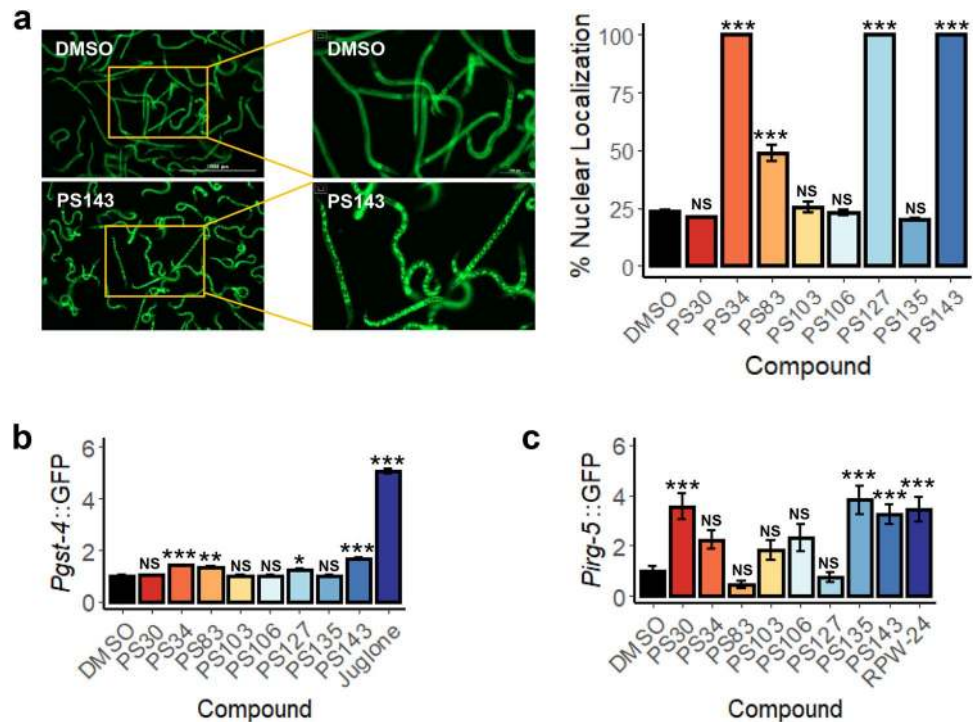 a
DMSO
DMSO
PS143
PS143
% Nuclear Localization
100
75
50
25
0
***
***
***
***
NS
NS
NS
NS
DMSO
PS30
PS34
PS83
PS103
PS106
PS127
PS135
PS143
Compound
b
Pgst-4::GFP
6
4
2
0
NS
***
**
NS
NS
*
NS
***
***
DMSO
PS30
PS34
PS83
PS103
PS106
PS127
PS135
PS143
Juglone
Compound
c
Pirg-5::GFP
6
4
2
0
***
NS
NS
NS
NS
NS
***
***
***
DMSO
PS30
PS34
PS83
PS103
PS106
PS127
PS135
PS143
RPW-24
Compound